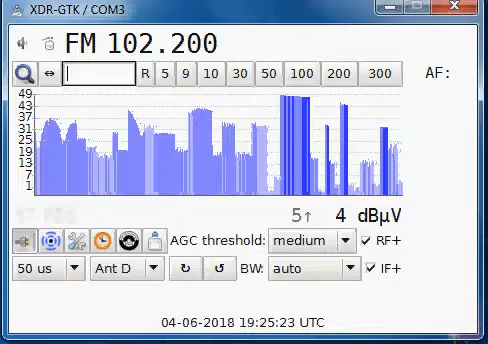 XDR-GTK / COM3
FM 102.200
R 5 9 10 30 50 100 200 300 AF:
49
43
37
31
25
19
13
7
1
5↑ 4 dBµV
AGC threshold: medium RF+
50 us Ant D BW: auto IF+
04-06-2018 19:25:23 UTC